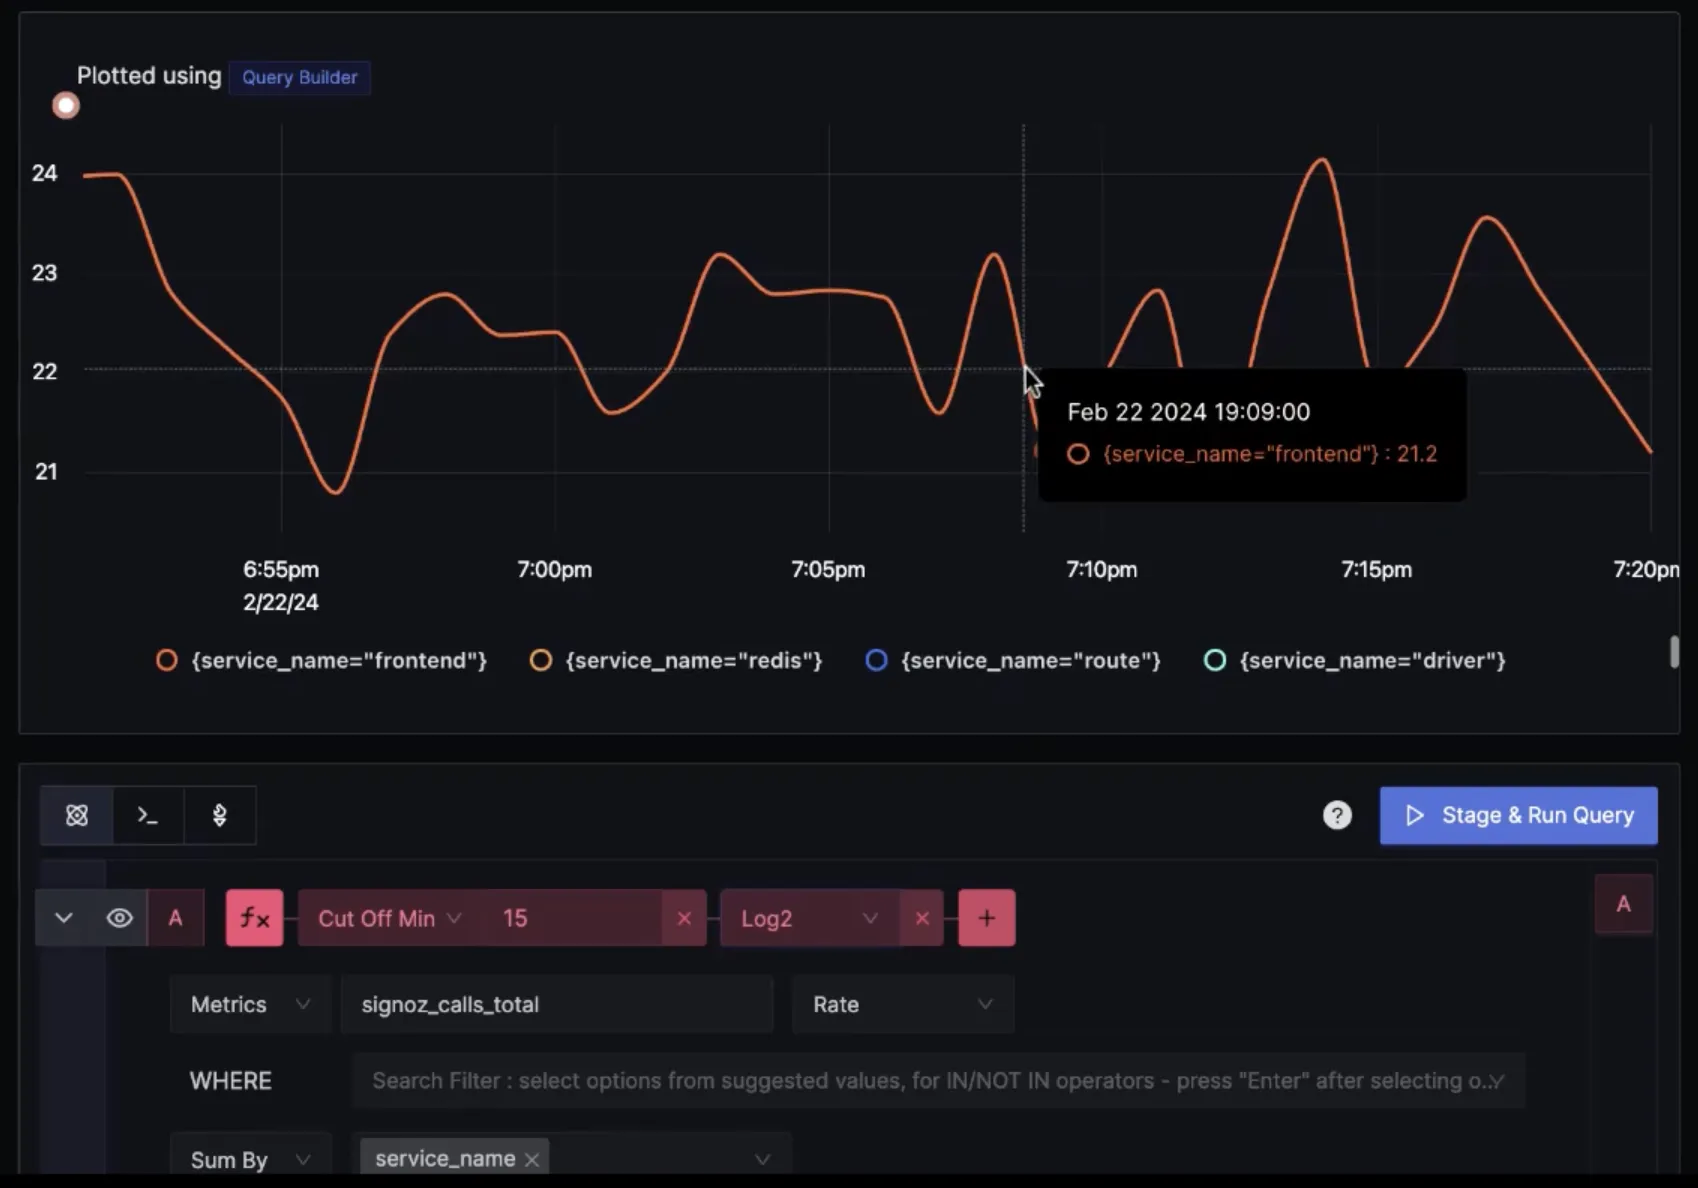 Plotted using Query Builder
24
23
22
21
Feb 22 2024 19:09:00
{service_name="frontend"} : 21.2
6:55pm 7:00pm 7:05pm 7:10pm 7:15pm 7:20pm
2/22/24
{service_name="frontend"} {service_name="redis"} {service_name="route"} {service_name="driver"}
? Stage & Run Query
A fx Cut Off Min 15 × Log2 × + A
Metrics signoz_calls_total Rate
WHERE Search Filter : select options from suggested values, for IN/NOT IN operators - press "Enter" after selecting o...
Sum By service_name ×